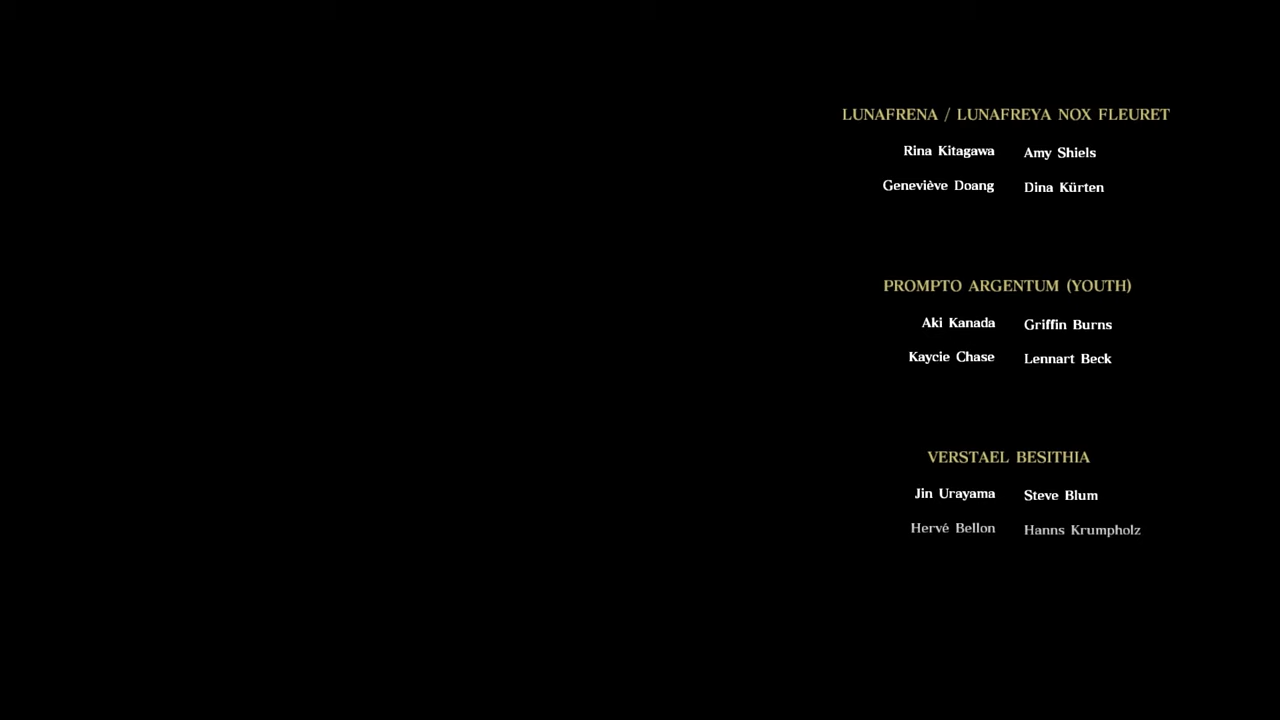 LUNAFRENA / LUNAFREYA NOX FLEURET
Rina Kitagawa Amy Shiels
Geneviève Doang Dina Kürten
PROMPTO ARGENTUM (YOUTH)
Aki Kanada Griffin Burns
Kaycie Chase Lennart Beck
VERSTAEL BESITHIA
Jin Urayama Steve Blum
Hervé Bellon Hanns Krumpholz